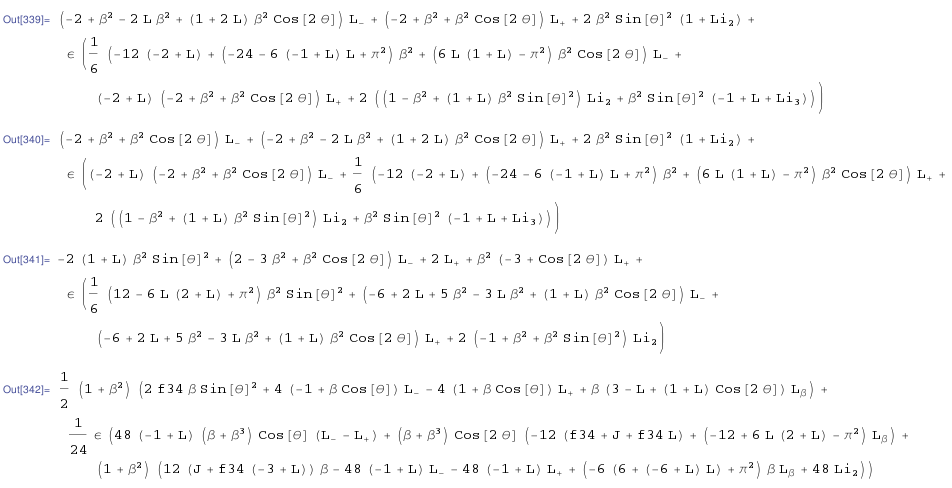 Out[339]= (-2 + β² - 2 L β² + (1 + 2 L) β² Cos[2 θ]) L₋ + (-2 + β² + β² Cos[2 θ]) L₊ + 2 β² Sin[θ]² (1 + Li₂) +
ϵ (1/6 (-12 (-2 + L) + (-24 - 6 (-1 + L) L + π²) β² + (6 L (1 + L) - π²) β² Cos[2 θ]) L₋ +
(-2 + L) (-2 + β² + β² Cos[2 θ]) L₊ + 2 ((1 - β² + (1 + L) β² Sin[θ]²) Li₂ + β² Sin[θ]² (-1 + L + Li₃)))
Out[340]= (-2 + β² + β² Cos[2 θ]) L₋ + (-2 + β² - 2 L β² + (1 + 2 L) β² Cos[2 θ]) L₊ + 2 β² Sin[θ]² (1 + Li₂) +
ϵ ((-2 + L) (-2 + β² + β² Cos[2 θ]) L₋ + 1/6 (-12 (-2 + L) + (-24 - 6 (-1 + L) L + π²) β² + (6 L (1 + L) - π²) β² Cos[2 θ]) L₊ +
2 ((1 - β² + (1 + L) β² Sin[θ]²) Li₂ + β² Sin[θ]² (-1 + L + Li₃)))
Out[341]= -2 (1 + L) β² Sin[θ]² + (2 - 3 β² + β² Cos[2 θ]) L₋ + 2 L₊ + β² (-3 + Cos[2 θ]) L₊ +
ϵ (1/6 (12 - 6 L (2 + L) + π²) β² Sin[θ]² + (-6 + 2 L + 5 β² - 3 L β² + (1 + L) β² Cos[2 θ]) L₋ +
(-6 + 2 L + 5 β² - 3 L β² + (1 + L) β² Cos[2 θ]) L₊ + 2 (-1 + β² + β² Sin[θ]²) Li₂)
Out[342]= 1/2 (1 + β²) (2 f34 β Sin[θ]² + 4 (-1 + β Cos[θ]) L₋ - 4 (1 + β Cos[θ]) L₊ + β (3 - L + (1 + L) Cos[2 θ]) Lᵦ) +
1/24 ϵ (48 (-1 + L) (β + β³) Cos[θ] (L₋ - L₊) + (β + β³) Cos[2 θ] (-12 (f34 + J + f34 L) + (-12 + 6 L (2 + L) - π²) Lᵦ) +
(1 + β²) (12 (J + f34 (-3 + L)) β - 48 (-1 + L) L₋ - 48 (-1 + L) L₊ + (-6 (6 + (-6 + L) L) + π²) β Lᵦ + 48 Li₂))